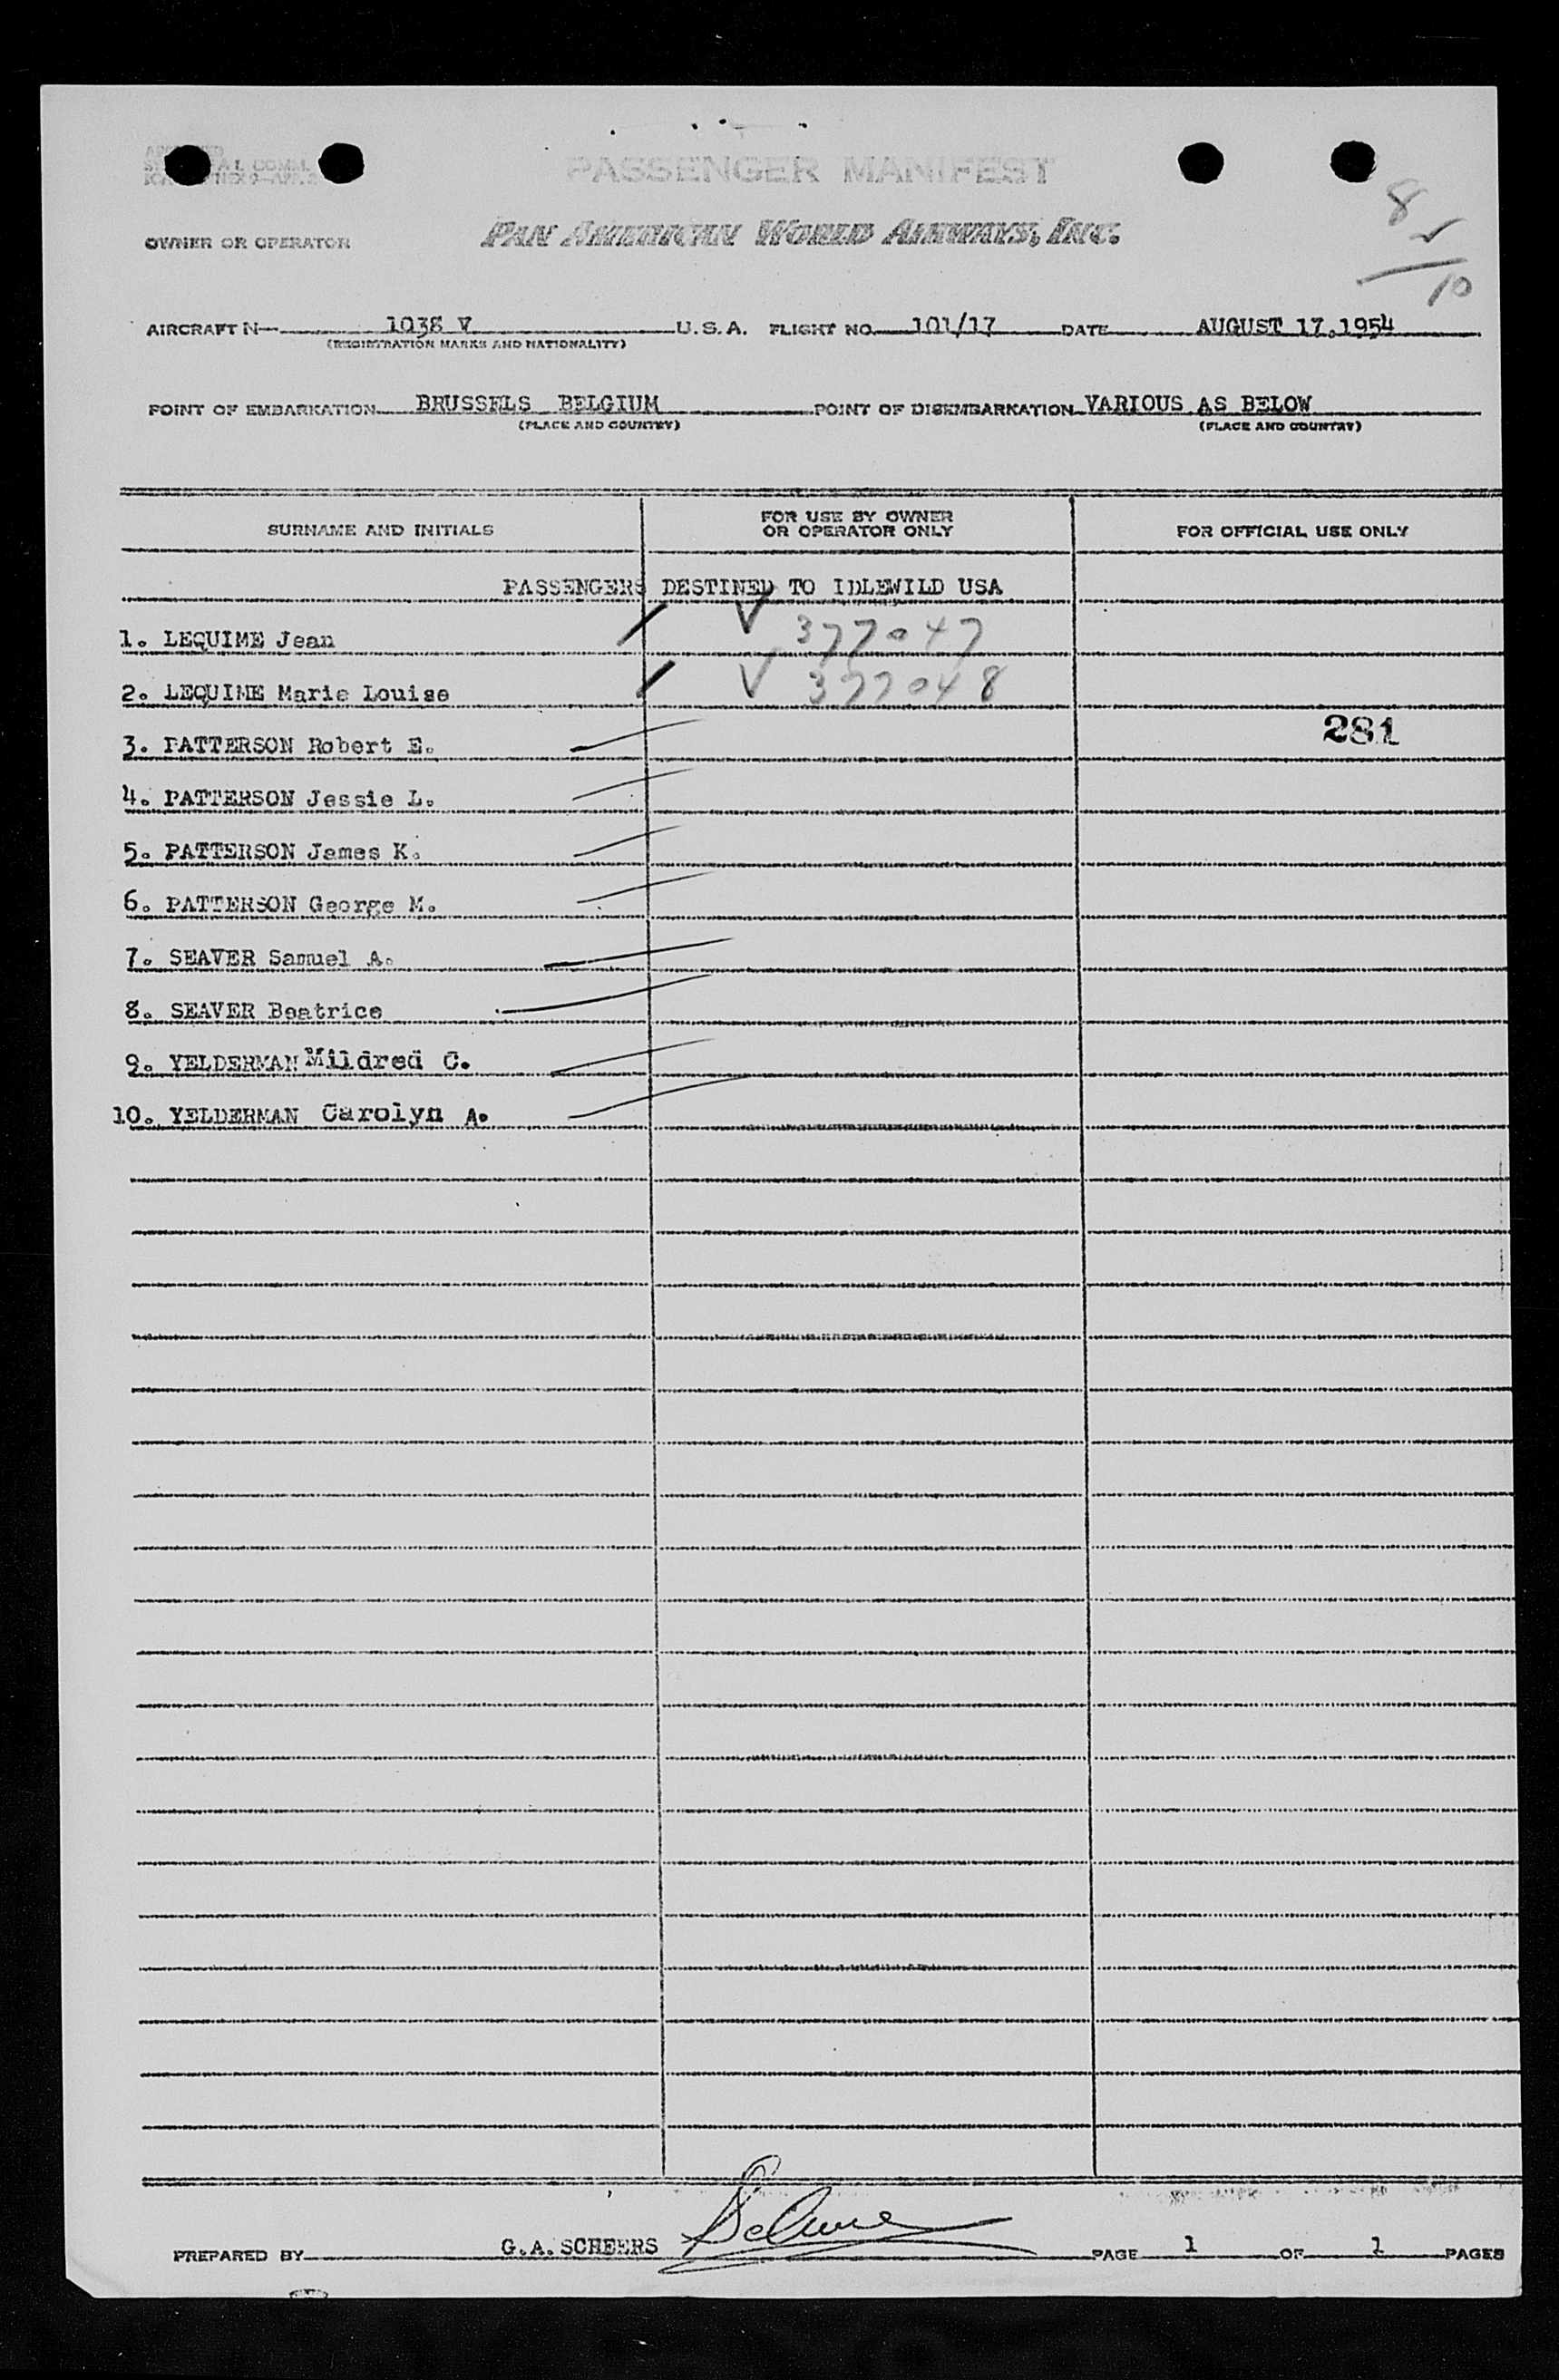 PASSENGER MANIFEST
8
10
OWNER OR OPERATOR PAN AMERICAN WORLD AIRWAYS, INC.
AIRCRAFT N— 1038 V U.S.A. FLIGHT NO. 101/17 DATE AUGUST 17.1954
(REGISTRATION MARKS AND NATIONALITY)
POINT OF EMBARKATION BRUSSELS BELGIUM POINT OF DISEMBARKATION VARIOUS AS BELOW
(PLACE AND COUNTRY) (PLACE AND COUNTRY)
SURNAME AND INITIALS FOR USE BY OWNER OR OPERATOR ONLY FOR OFFICIAL USE ONLY
PASSENGERS DESTINED TO IDLEWILD USA
1. LEQUIME Jean 377047
2. LEQUIME Marie Louise 377048
3. PATTERSON Robert E. 281
4. PATTERSON Jessie L.
5. PATTERSON James K.
6. PATTERSON George M.
7. SEAVER Samuel A.
8. SEAVER Beatrice
9. YELDERMAN Mildred C.
10. YELDERMAN Carolyn A.
PREPARED BY G.A.SCHEERS PAGE 1 OF 1 PAGES